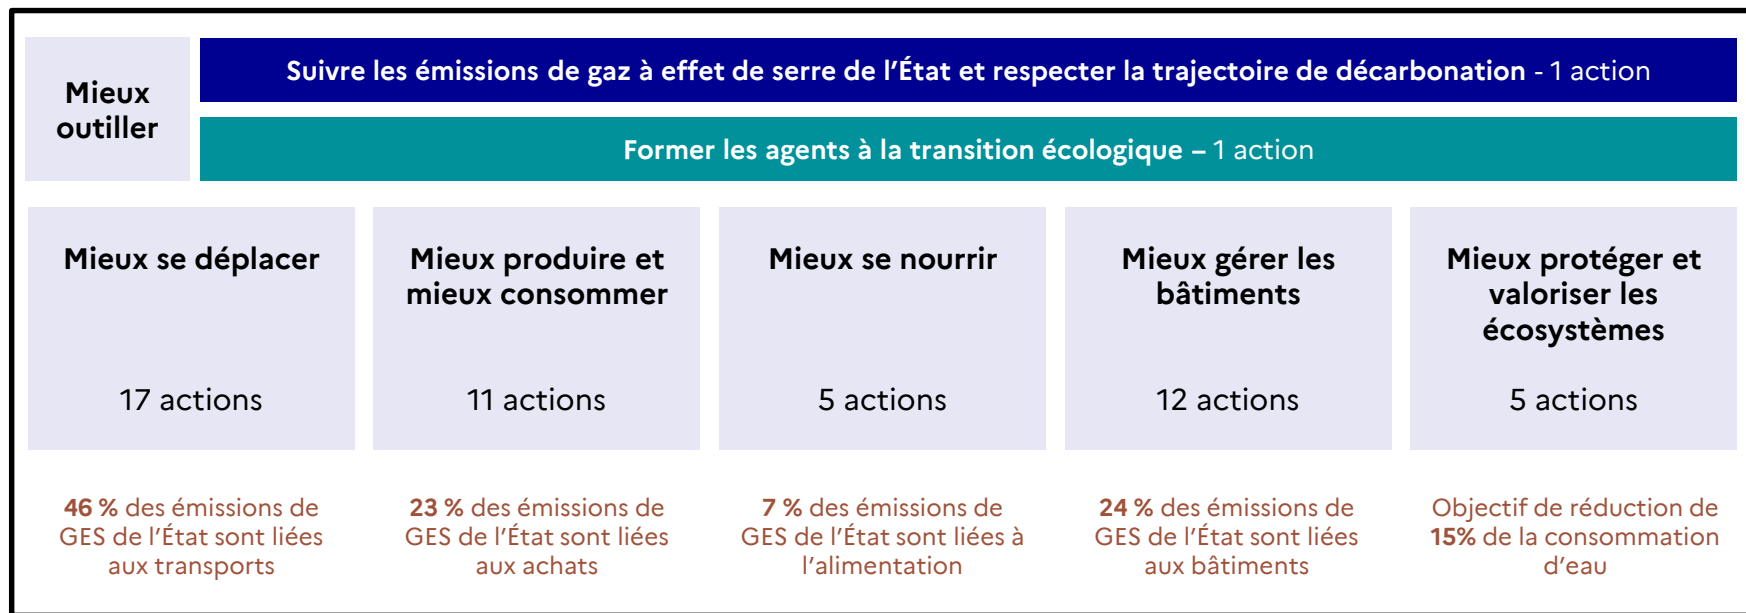 Mieux
outiller
Suivre les émissions de gaz à effet de serre de l’État et respecter la trajectoire de décarbonation - 1 action
Former les agents à la transition écologique – 1 action
Mieux se déplacer
17 actions
Mieux produire et
mieux consommer
11 actions
Mieux se nourrir
5 actions
Mieux gérer les
bâtiments
12 actions
Mieux protéger et
valoriser les
écosystèmes
5 actions
46 % des émissions de
GES de l’État sont liées
aux transports
23 % des émissions de
GES de l’État sont liées
aux achats
7 % des émissions de
GES de l’État sont liées à
l’alimentation
24 % des émissions de
GES de l’État sont liées
aux bâtiments
Objectif de réduction de
15% de la consommation
d’eau